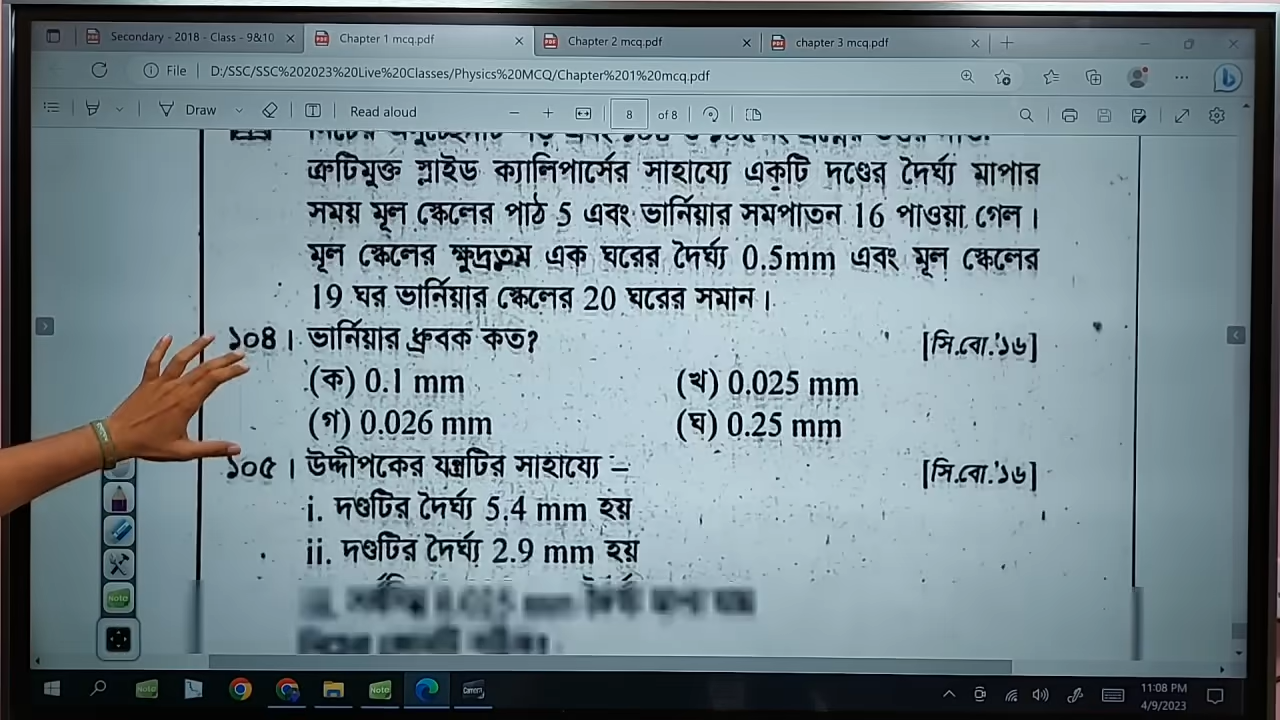 Secondary - 2018 - Class - 9&10
Chapter 1 mcq.pdf
Chapter 2 mcq.pdf
chapter 3 mcq.pdf
File
D:/SSC/SSC%202023%20Live%20Classes/Physics%20MCQ/Chapter%201%20mcq.pdf
Draw
Read aloud
8 of 8
ত্রুটিমুক্ত স্লাইড ক্যালিপার্সের সাহায্যে একটি দণ্ডের দৈর্ঘ্য মাপার
সময় মূল স্কেলের পাঠ 5 এবং ভার্নিয়ার সমপাতন 16 পাওয়া গেল।
মূল স্কেলের ক্ষুদ্রতম এক ঘরের দৈর্ঘ্য 0.5mm এবং মূল স্কেলের
19 ঘর ভার্নিয়ার স্কেলের 20 ঘরের সমান।
১০৪। ভার্নিয়ার ধ্রুবক কত? [সি.বো.'১৬]
(ক) 0.1 mm (খ) 0.025 mm
(গ) 0.026 mm (ঘ) 0.25 mm
১০৫। উদ্দীপকের যন্ত্রটির সাহায্যে – [সি.বো.'১৬]
i. দণ্ডটির দৈর্ঘ্য 5.4 mm হয়
ii. দণ্ডটির দৈর্ঘ্য 2.9 mm হয়
Note
Note
Note
11:08 PM
4/9/2023